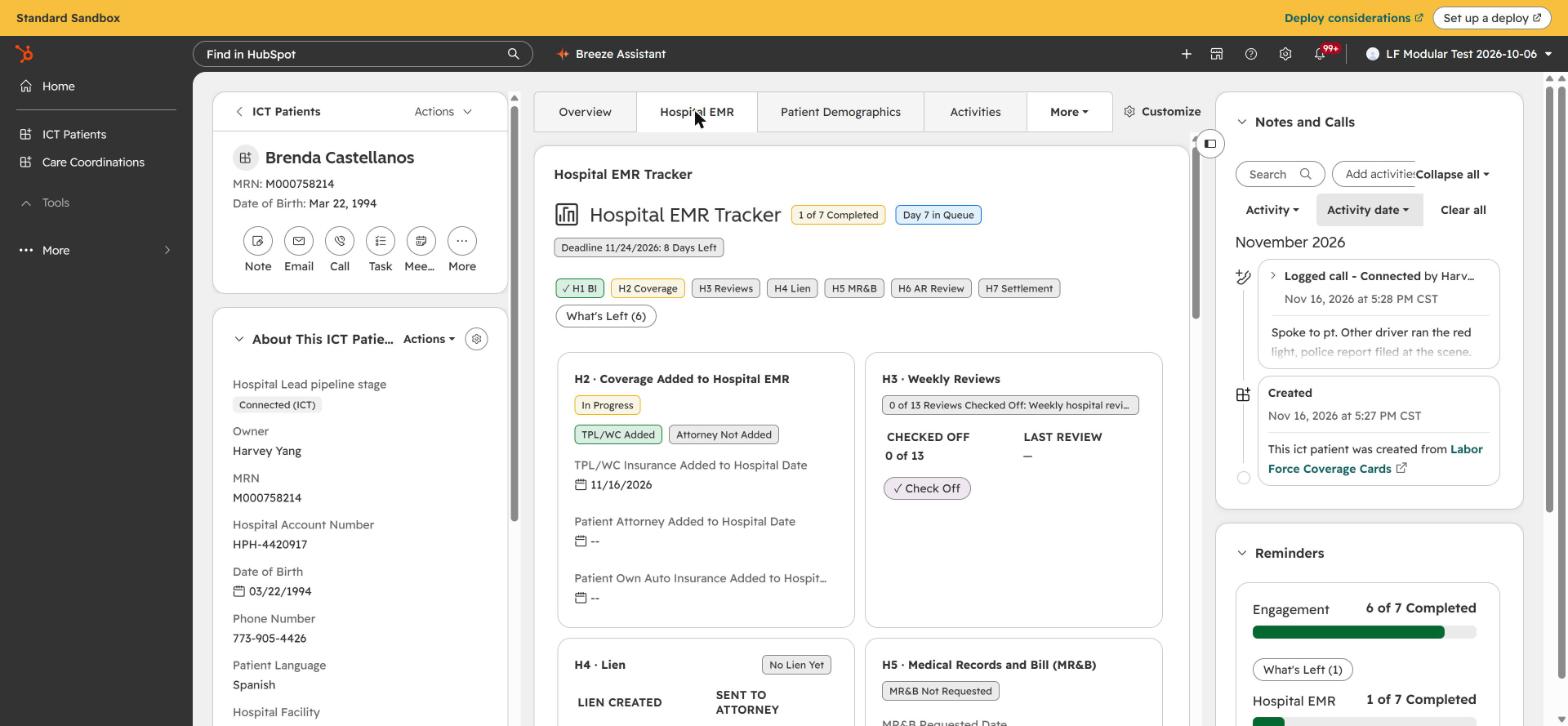 Standard Sandbox
Deploy considerations
Set up a deploy
Find in HubSpot
Breeze Assistant
99+
LF Modular Test 2026-10-06
Home
ICT Patients
Care Coordinations
Tools
More
ICT Patients
Actions
Brenda Castellanos
MRN: M000758214
Date of Birth: Mar 22, 1994
Note
Email
Call
Task
Mee...
More
About This ICT Patie...
Actions
Hospital Lead pipeline stage
Connected (ICT)
Owner
Harvey Yang
MRN
M000758214
Hospital Account Number
HPH-4420917
Date of Birth
03/22/1994
Phone Number
773-905-4426
Patient Language
Spanish
Hospital Facility
Overview
Hospital EMR
Patient Demographics
Activities
More
Customize
Hospital EMR Tracker
Hospital EMR Tracker
1 of 7 Completed
Day 7 in Queue
Deadline 11/24/2026: 8 Days Left
✓ H1 BI
H2 Coverage
H3 Reviews
H4 Lien
H5 MR&B
H6 AR Review
H7 Settlement
What's Left (6)
H2 · Coverage Added to Hospital EMR
In Progress
TPL/WC Added
Attorney Not Added
TPL/WC Insurance Added to Hospital Date
11/16/2026
Patient Attorney Added to Hospital Date
--
Patient Own Auto Insurance Added to Hospit...
--
H3 · Weekly Reviews
0 of 13 Reviews Checked Off: Weekly hospital revi...
CHECKED OFF
0 of 13
LAST REVIEW
—
✓ Check Off
H4 · Lien
No Lien Yet
LIEN CREATED
SENT TO
ATTORNEY
H5 · Medical Records and Bill (MR&B)
MR&B Not Requested
MR&B Requested Date
Notes and Calls
Search
Add activities
Collapse all
Activity
Activity date
Clear all
November 2026
Logged call - Connected by Harv...
Nov 16, 2026 at 5:28 PM CST
Spoke to pt. Other driver ran the red
light, police report filed at the scene.
Created
Nov 16, 2026 at 5:27 PM CST
This ict patient was created from Labor
Force Coverage Cards
Reminders
Engagement
6 of 7 Completed
What's Left (1)
Hospital EMR
1 of 7 Completed